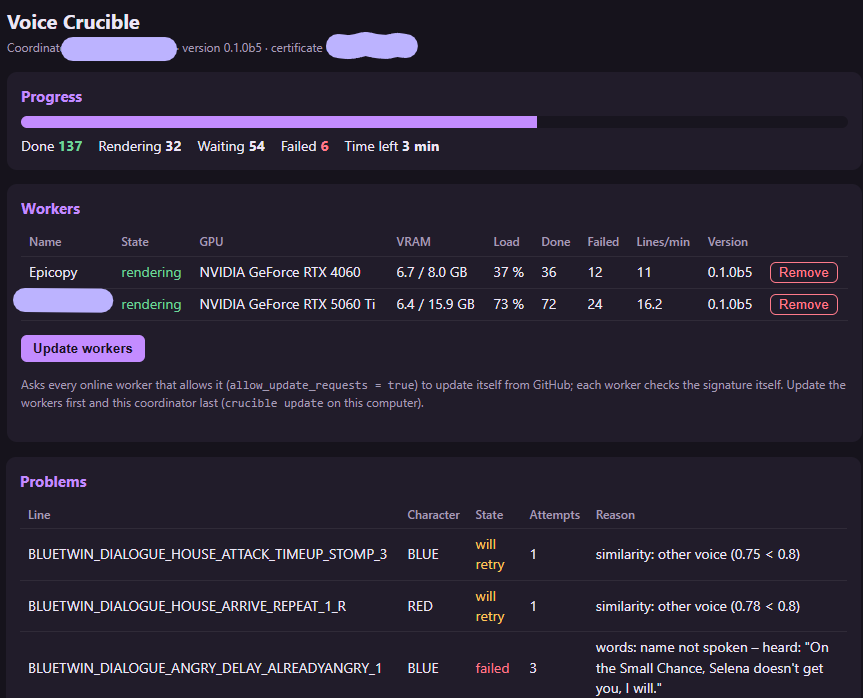 Voice Crucible
Coordinat version 0.1.0b5 · certificate
Progress
Done 137 Rendering 32 Waiting 54 Failed 6 Time left 3 min
Workers
Name State GPU VRAM Load Done Failed Lines/min Version
Epicopy rendering NVIDIA GeForce RTX 4060 6.7 / 8.0 GB 37 % 36 12 11 0.1.0b5 Remove
rendering NVIDIA GeForce RTX 5060 Ti 6.4 / 15.9 GB 73 % 72 24 16.2 0.1.0b5 Remove
Update workers
Asks every online worker that allows it (allow_update_requests = true) to update itself from GitHub; each worker checks the signature itself. Update the
workers first and this coordinator last (crucible update on this computer).
Problems
Line Character State Attempts Reason
BLUETWIN_DIALOGUE_HOUSE_ATTACK_TIMEUP_STOMP_3 BLUE will retry 1 similarity: other voice (0.75 < 0.8)
BLUETWIN_DIALOGUE_HOUSE_ARRIVE_REPEAT_1_R RED will retry 1 similarity: other voice (0.78 < 0.8)
BLUETWIN_DIALOGUE_ANGRY_DELAY_ALREADYANGRY_1 BLUE failed 3 words: name not spoken – heard: "On
the Small Chance, Selena doesn't get
you, I will."